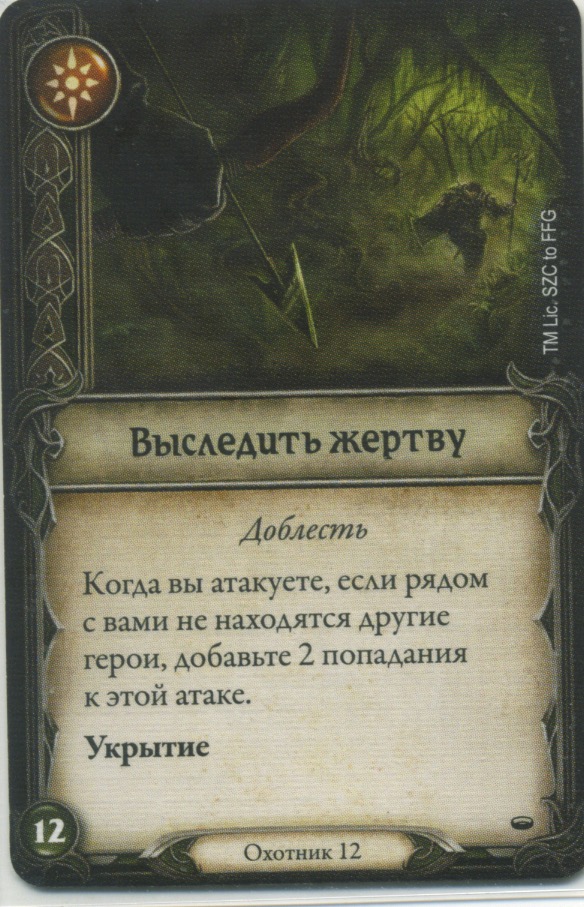 TM Lic. SZC to FFG
Выследить жертву
Доблесть
Когда вы атакуете, если рядом
с вами не находятся другие
герои, добавьте 2 попадания
к этой атаке.
Укрытие
12
Охотник 12